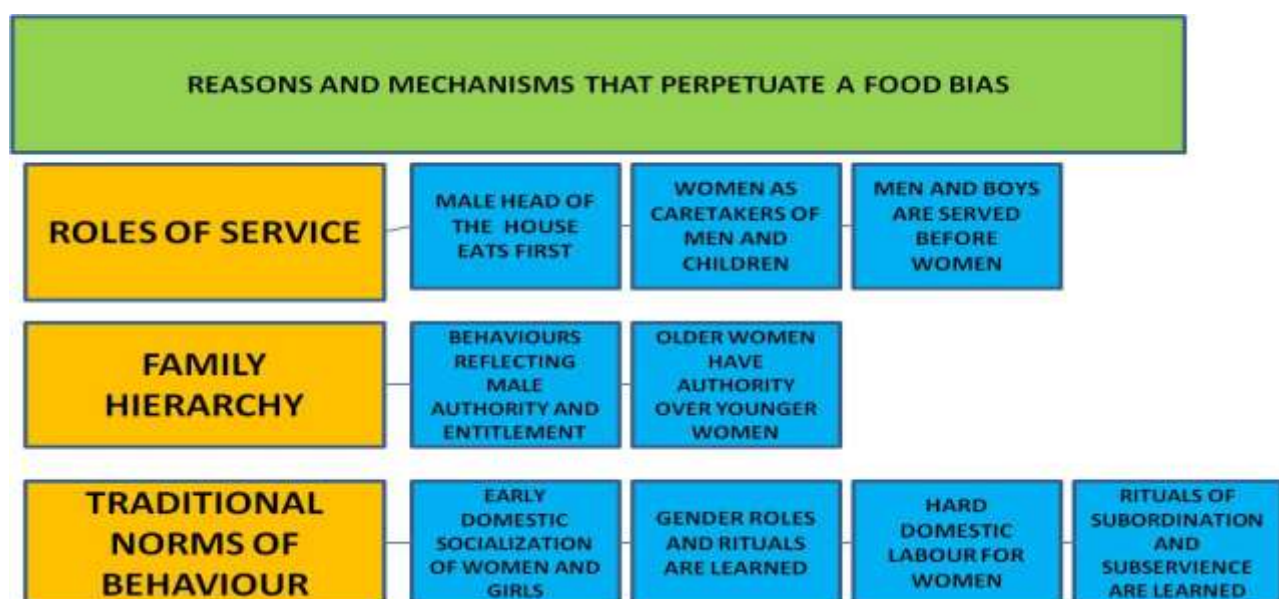 REASONS AND MECHANISMS THAT PERPETUATE A FOOD BIAS
ROLES OF SERVICE
MALE HEAD OF
THE HOUSE
EATS FIRST
WOMEN AS
CARETAKERS OF
MEN AND
CHILDREN
MEN AND BOYS
ARE SERVED
BEFORE
WOMEN
FAMILY
HIERARCHY
BEHAVIOURS
REFLECTING
MALE
AUTHORITY AND
ENTITLEMENT
OLDER WOMEN
HAVE
AUTHORITY
OVER YOUNGER
WOMEN
TRADITIONAL
NORMS OF
BEHAVIOUR
EARLY
DOMESTIC
SOCIALIZATION
OF WOMEN AND
GIRLS
GENDER ROLES
AND RITUALS
ARE LEARNED
HARD
DOMESTIC
LABOUR FOR
WOMEN
RITUALS OF
SUBORDINATION
AND
SUBSERVIENCE
ARE LEARNED